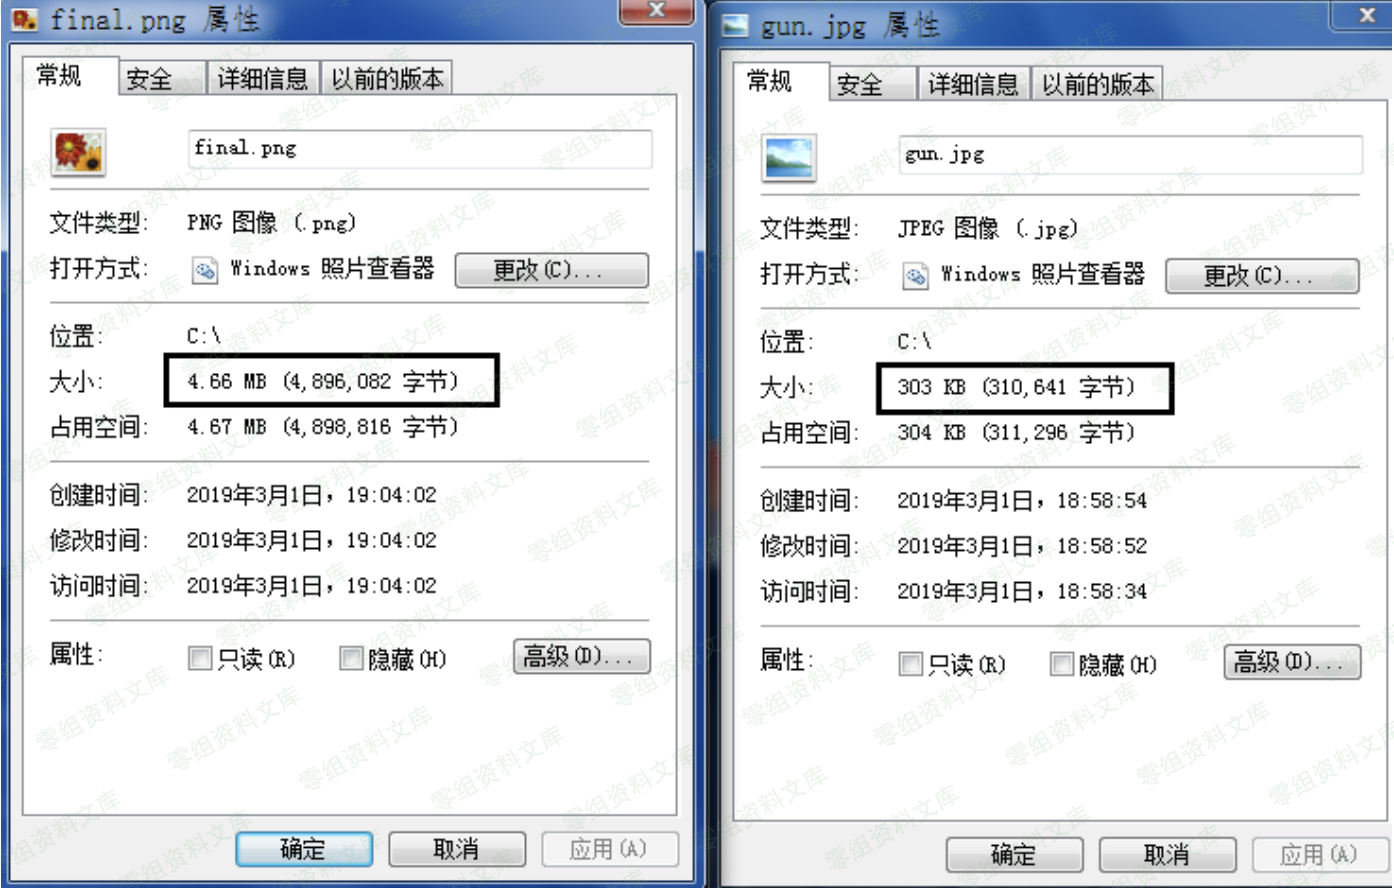 final.png 属性
常规
安全
详细信息
以前的版本
final.png
文件类型: PNG 图像 (.png)
打开方式: Windows 照片查看器 更改(C)...
位置: C:\
大小: 4.66 MB (4,896,082 字节)
占用空间: 4.67 MB (4,898,816 字节)
创建时间: 2019年3月1日，19:04:02
修改时间: 2019年3月1日，19:04:02
访问时间: 2019年3月1日，19:04:02
属性: 只读(R) 隐藏(H) 高级(D)...
确定 取消 应用(A)
gun.jpg 属性
常规
安全
详细信息
以前的版本
gun.jpg
文件类型: JPEG 图像 (.jpg)
打开方式: Windows 照片查看器 更改(C)...
位置: C:\
大小: 303 KB (310,641 字节)
占用空间: 304 KB (311,296 字节)
创建时间: 2019年3月1日，18:58:54
修改时间: 2019年3月1日，18:58:52
访问时间: 2019年3月1日，18:58:34
属性: 只读(R) 隐藏(H) 高级(D)...
确定 取消 应用(A)
零组资料文库